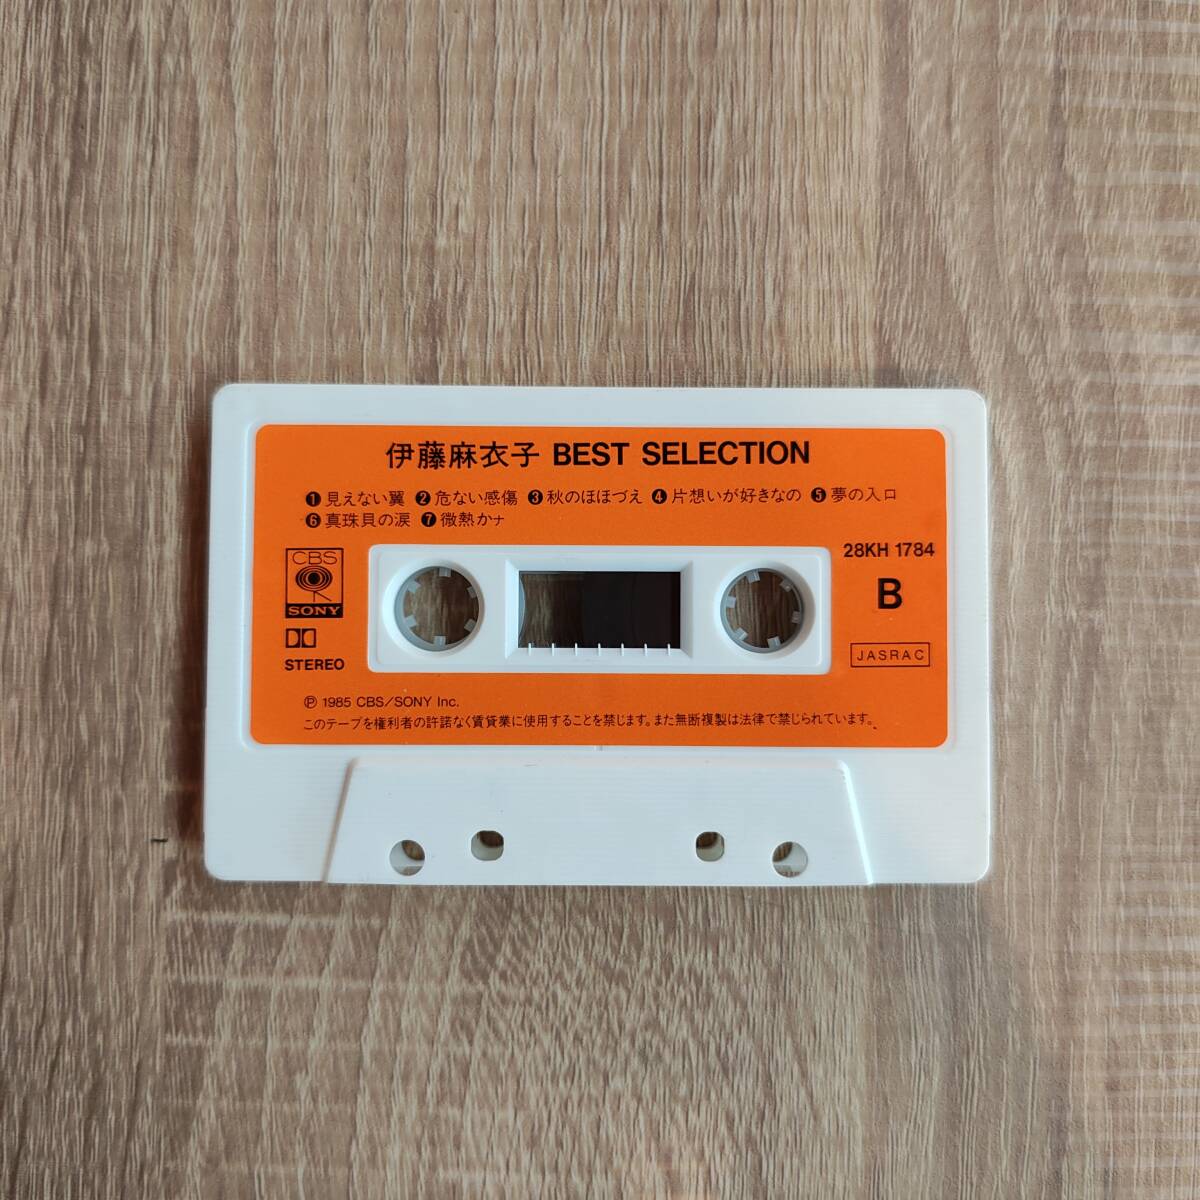 伊藤麻衣子 BEST SELECTION
❶見えない翼 ❷危ない感傷 ❸秋のほほづえ ❹片想いが好きなの ❺夢の入口
❻真珠貝の涙 ❼微熱かナ
28KH 1784
CBS
SONY
B
STEREO
JASRAC
Ⓟ 1985 CBS/SONY Inc.
このテープを権利者の許諾なく賃貸業に使用することを禁じます。また無断複製は法律で禁じられています。